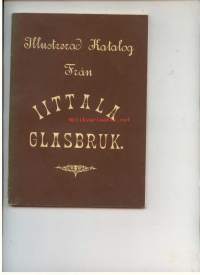 Illustrerad Katalog
Från
IITTALA
GLASBRUK.